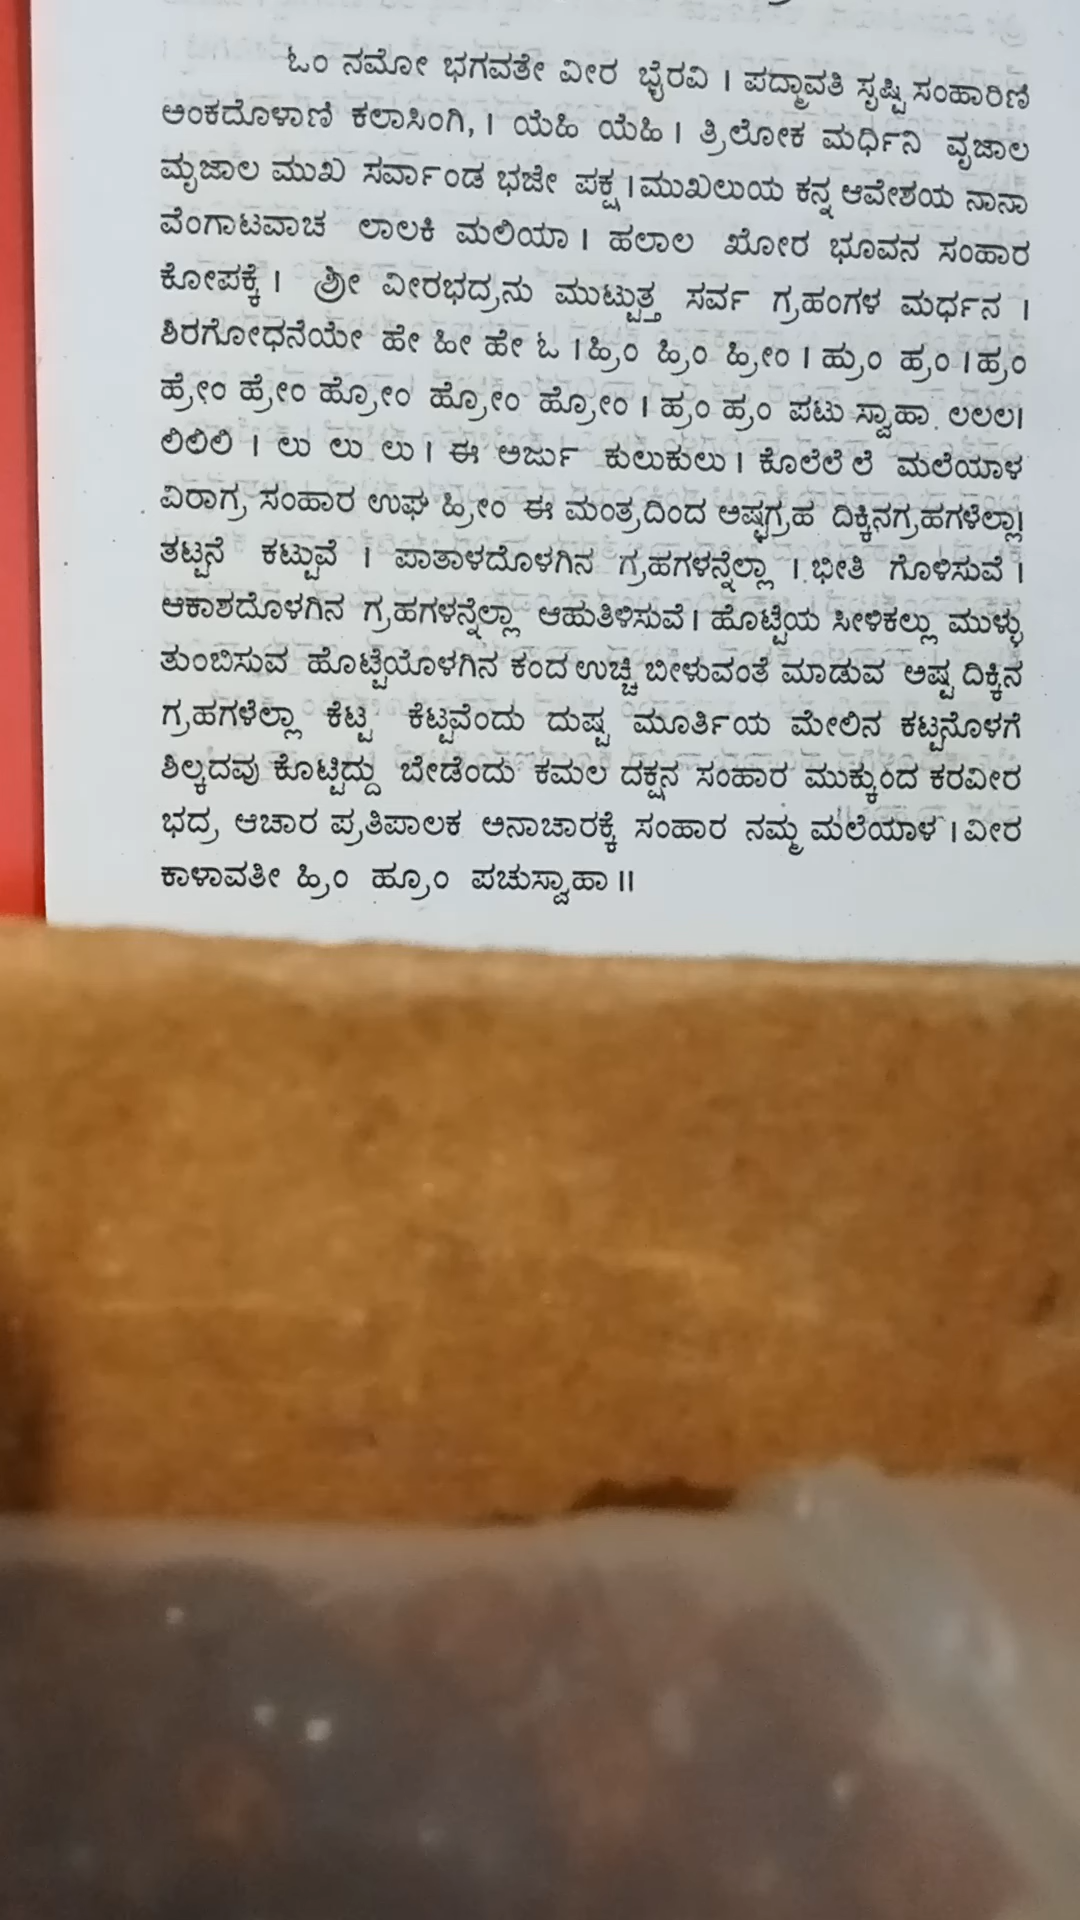 ಓಂ ನಮೋ ಭಗವತೇ ವೀರ ಭೈರವಿ । ಪದ್ಮಾವತಿ ಸೃಷ್ಟಿ ಸಂಹಾರಿಣಿ
ಅಂಕದೊಳಾಣಿ ಕಲಾಸಿಂಗಿ, । ಯೆಹಿ ಯೆಹಿ । ತ್ರಿಲೋಕ ಮರ್ಧಿನಿ ವೃಜಾಲ
ಮೃಜಾಲ ಮುಖ ಸರ್ವಾಂಡ ಭಜೇ ಪಕ್ಷ । ಮುಖಲುಯ ಕನ್ನ ಆವೇಶಯ ನಾನಾ
ವೆಂಗಾಟವಾಚ ಲಾಲಕಿ ಮಲಿಯಾ । ಹಲಾಲ ಖೋರ ಭೂವನ ಸಂಹಾರ
ಕೋಪಕ್ಕೆ । ಶ್ರೀ ವೀರಭದ್ರನು ಮುಟ್ಟುತ್ತ ಸರ್ವ ಗ್ರಹಂಗಳ ಮರ್ಧನ ।
ಶಿರಗೋಧನೆಯೇ ಹೇ ಹೀ ಹೇ ಓ । ಹ್ರಿಂ ಹ್ರಿಂ ಹ್ರೀಂ । ಹ್ರುಂ ಹ್ರಂ । ಹ್ರಂ
ಹ್ರೇಂ ಹ್ರೇಂ ಹ್ರೋಂ ಹ್ರೋಂ ಹ್ರೋಂ । ಹ್ರಂ ಹ್ರಂ ಪಟು ಸ್ವಾಹಾ. ಲಲಲ।
ಲಿಲಿಲಿ । ಲು ಲು ಲು । ಈ ಅರ್ಜು ಕುಲುಕುಲು । ಕೊಲೆಲೆ ಲೆ ಮಲೆಯಾಳ
ವಿರಾಗ್ರ ಸಂಹಾರ ಉಘ ಹ್ರೀಂ ಈ ಮಂತ್ರದಿಂದ ಅಷ್ಟಗ್ರಹ ದಿಕ್ಕಿನಗ್ರಹಗಳೆಲ್ಲಾ।
ತಟ್ಟನೆ ಕಟ್ಟುವೆ । ಪಾತಾಳದೊಳಗಿನ ಗ್ರಹಗಳನ್ನೆಲ್ಲಾ । ಭೀತಿ ಗೊಳಿಸುವೆ ।
ಆಕಾಶದೊಳಗಿನ ಗ್ರಹಗಳನ್ನೆಲ್ಲಾ ಆಹುತಿಳಿಸುವೆ । ಹೊಟ್ಟೆಯ ಸೀಳಿಕಲ್ಲು ಮುಳ್ಳು
ತುಂಬಿಸುವ ಹೊಟ್ಟೆಯೊಳಗಿನ ಕಂದ ಉಚ್ಚಿ ಬೀಳುವಂತೆ ಮಾಡುವ ಅಷ್ಟ ದಿಕ್ಕಿನ
ಗ್ರಹಗಳೆಲ್ಲಾ ಕೆಟ್ಟ ಕೆಟ್ಟವೆಂದು ದುಷ್ಟ ಮೂರ್ತಿಯ ಮೇಲಿನ ಕಟ್ಟನೊಳಗೆ
ಶಿಲ್ಕದವು ಕೊಟ್ಟಿದ್ದು ಬೇಡೆಂದು ಕಮಲ ದಕ್ಷನ ಸಂಹಾರ ಮುಕ್ಕುಂದ ಕರವೀರ
ಭದ್ರ ಆಚಾರ ಪ್ರತಿಪಾಲಕ ಅನಾಚಾರಕ್ಕೆ ಸಂಹಾರ ನಮ್ಮ ಮಲೆಯಾಳ । ವೀರ
ಕಾಳಾವತೀ ಹ್ರಿಂ ಹ್ರೂಂ ಪಚುಸ್ವಾಹಾ ॥